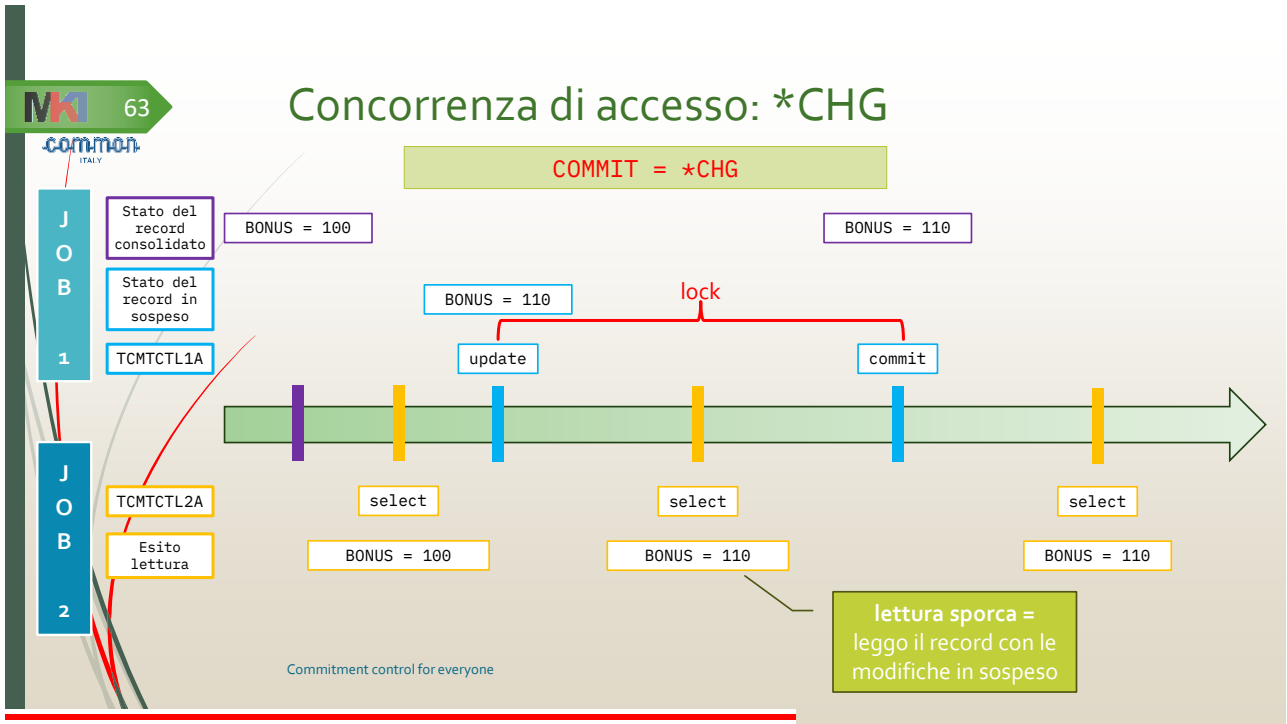 MKI
63
common
ITALY
Concorrenza di accesso: *CHG
COMMIT = *CHG
J
O
B
1
Stato del
record
consolidato
BONUS = 100
BONUS = 110
Stato del
record in
sospeso
BONUS = 110
lock
TCMTCTL1A
update
commit
J
O
B
2
TCMTCTL2A
select
select
select
Esito
lettura
BONUS = 100
BONUS = 110
BONUS = 110
lettura sporca =
leggo il record con le
modifiche in sospeso
Commitment control for everyone